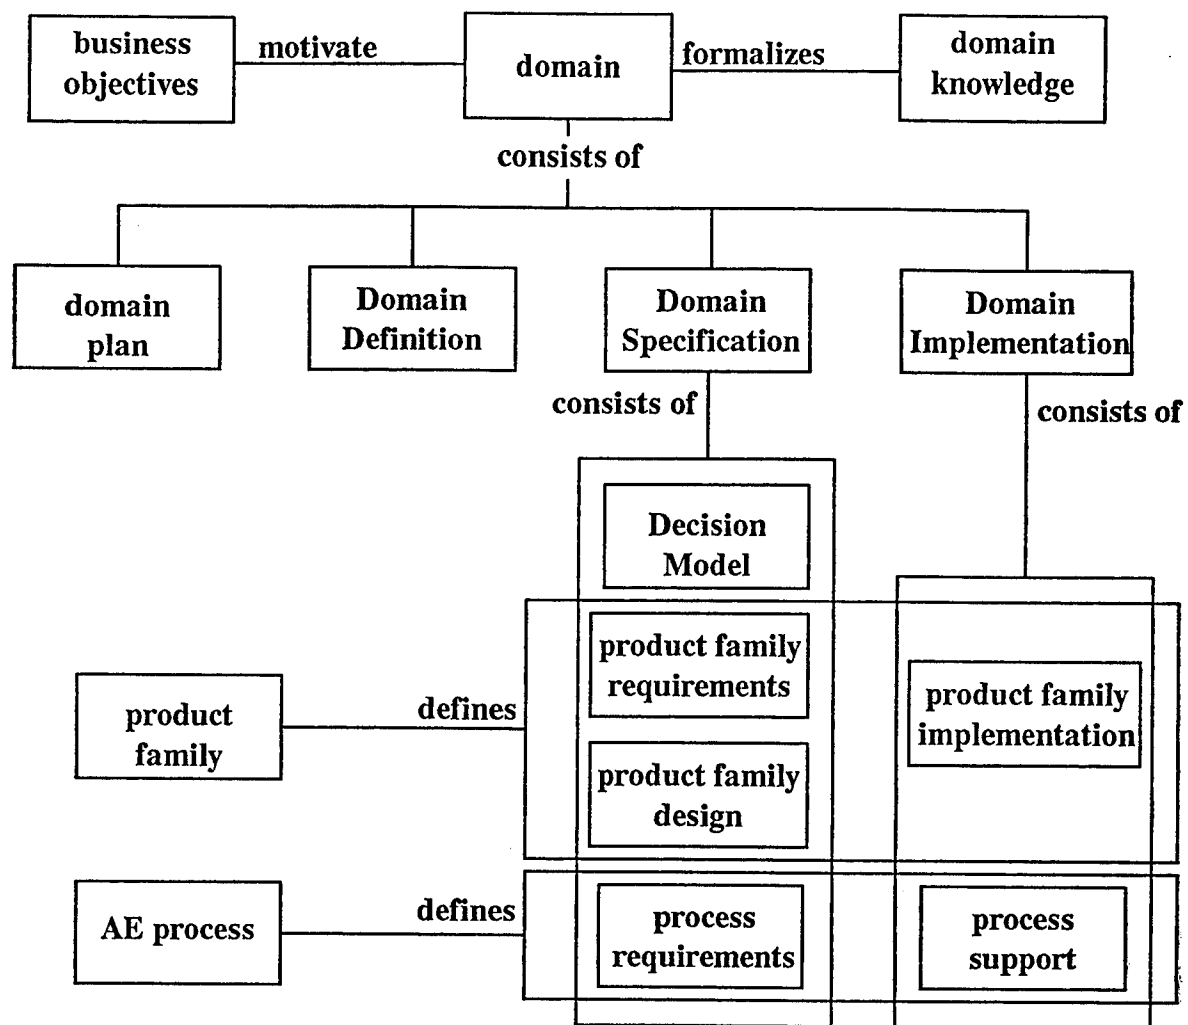 business
objectives
motivate
domain
formalizes
domain
knowledge
consists of
domain
plan
Domain
Definition
Domain
Specification
Domain
Implementation
consists of
consists of
Decision
Model
product family
requirements
product
family
defines
product family
implementation
product family
design
AE process
defines
process
requirements
process
support